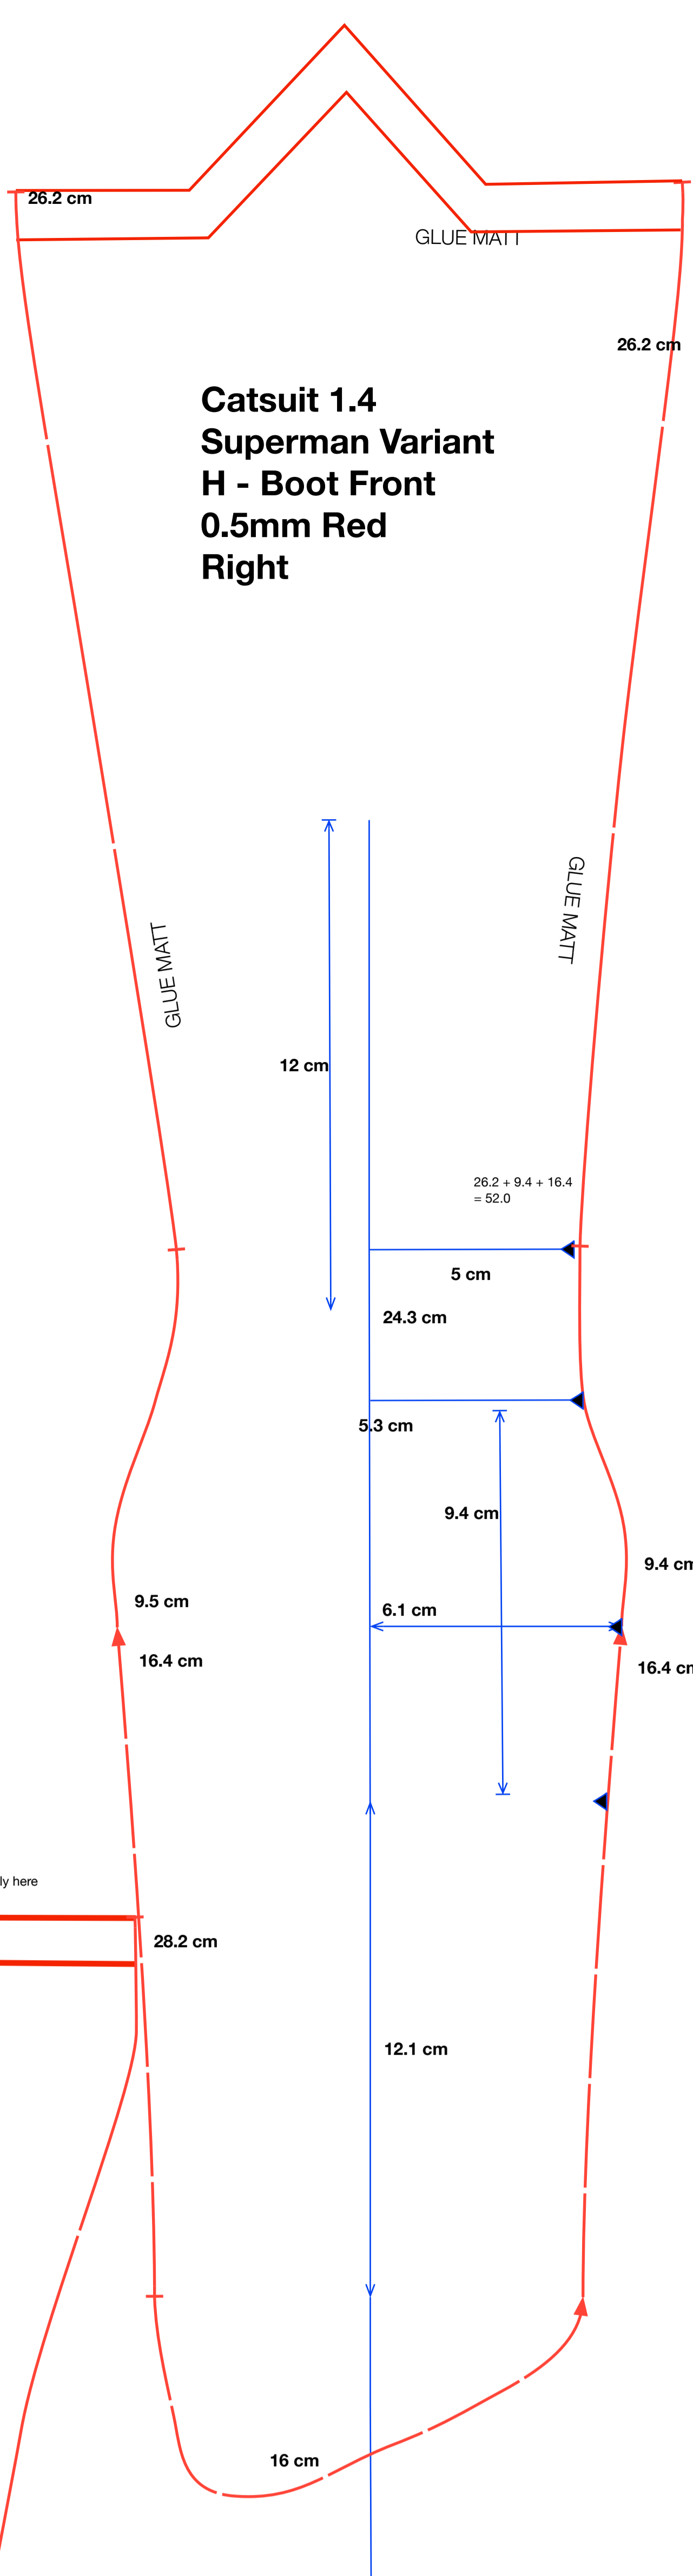 26.2 cm
GLUE MATT
26.2 cm
Catsuit 1.4
Superman Variant
H - Boot Front
0.5mm Red
Right
GLUE MATT
GLUE MATT
12 cm
26.2 + 9.4 + 16.4
= 52.0
5 cm
24.3 cm
5.3 cm
9.4 cm
9.4 cm
9.5 cm
6.1 cm
16.4 cm
16.4 cm
ly here
28.2 cm
12.1 cm
16 cm